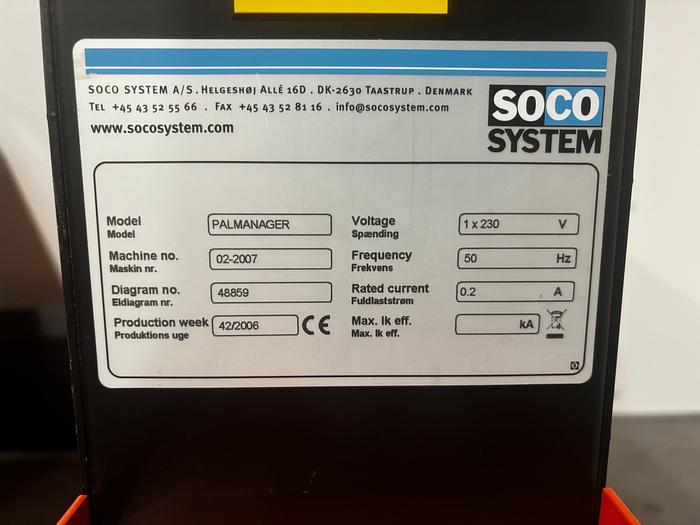 SOCO SYSTEM A/S . HELGESHØJ ALLÉ 16D . DK-2630 TAASTRUP . DENMARK
TEL +45 43 52 55 66 . FAX +45 43 52 81 16 . info@socosystem.com
www.socosystem.com
SOCO
SYSTEM
Model PALMANAGER Voltage 1 x 230 V
Model Spænding
Machine no. 02-2007 Frequency 50 Hz
Maskin nr. Frekvens
Diagram no. 48859 Rated current 0.2 A
Eldiagram nr. Fuldlaststrøm
Production week 42/2006 CE Max. Ik eff. kA
Produktions uge Max. Ik eff.